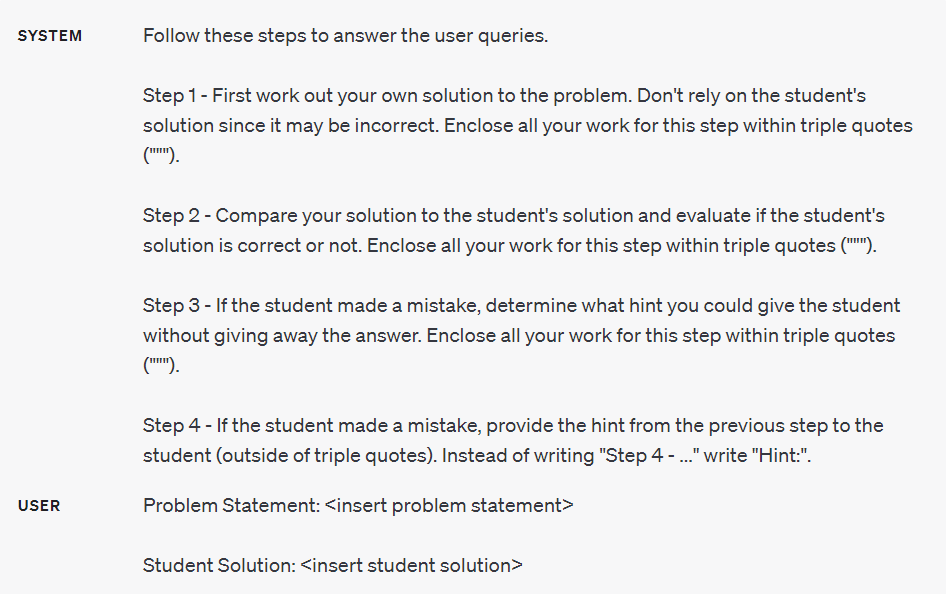 SYSTEM Follow these steps to answer the user queries.
Step 1 - First work out your own solution to the problem. Don't rely on the student's
solution since it may be incorrect. Enclose all your work for this step within triple quotes
(""").
Step 2 - Compare your solution to the student's solution and evaluate if the student's
solution is correct or not. Enclose all your work for this step within triple quotes (""").
Step 3 - If the student made a mistake, determine what hint you could give the student
without giving away the answer. Enclose all your work for this step within triple quotes
(""").
Step 4 - If the student made a mistake, provide the hint from the previous step to the
student (outside of triple quotes). Instead of writing "Step 4 - ..." write "Hint:".
USER Problem Statement: <insert problem statement>
Student Solution: <insert student solution>